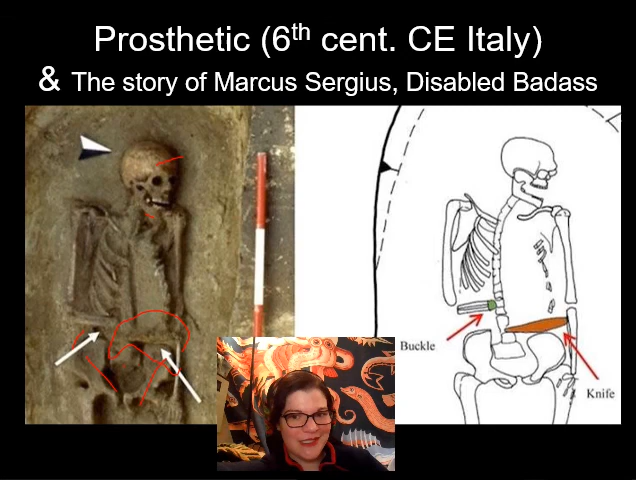 Prosthetic (6th cent. CE Italy)
& The story of Marcus Sergius, Disabled Badass
Buckle
Knife